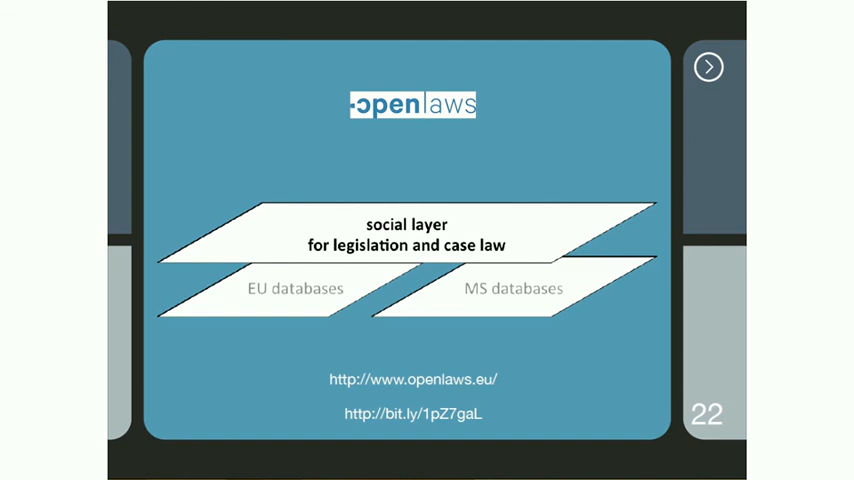 openlaws
social layer
for legislation and case law
EU databases
MS databases
http://www.openlaws.eu/
http://bit.ly/1pZ7gaL
22